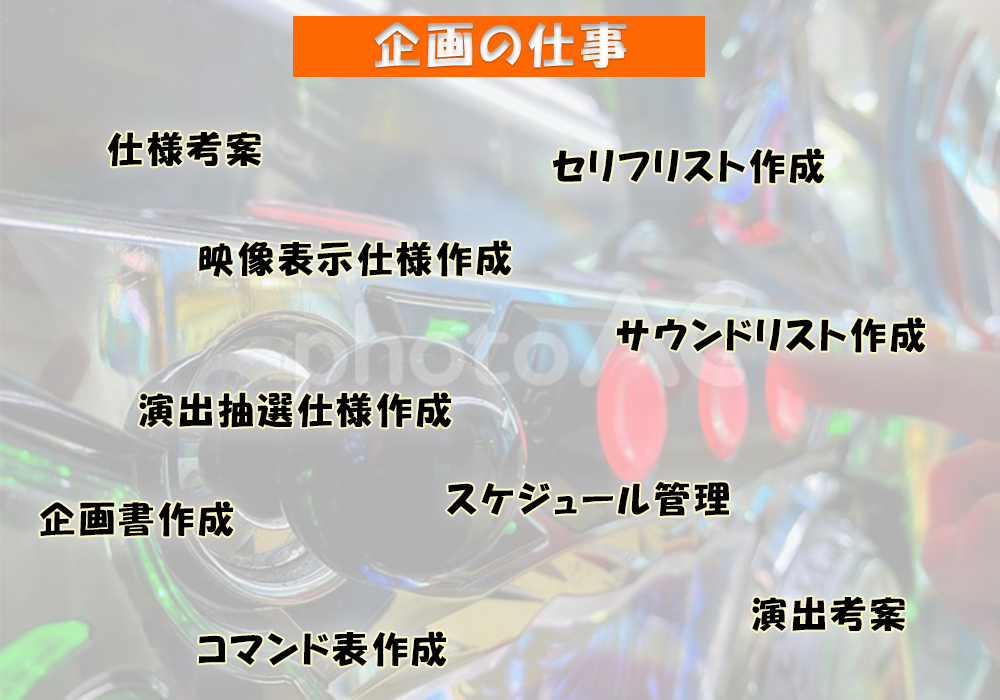 企画の仕事
仕様考案
セリフリスト作成
映像表示仕様作成
サウンドリスト作成
photo AC
演出抽選仕様作成
スケジュール管理
企画書作成
演出考案
コマンド表作成